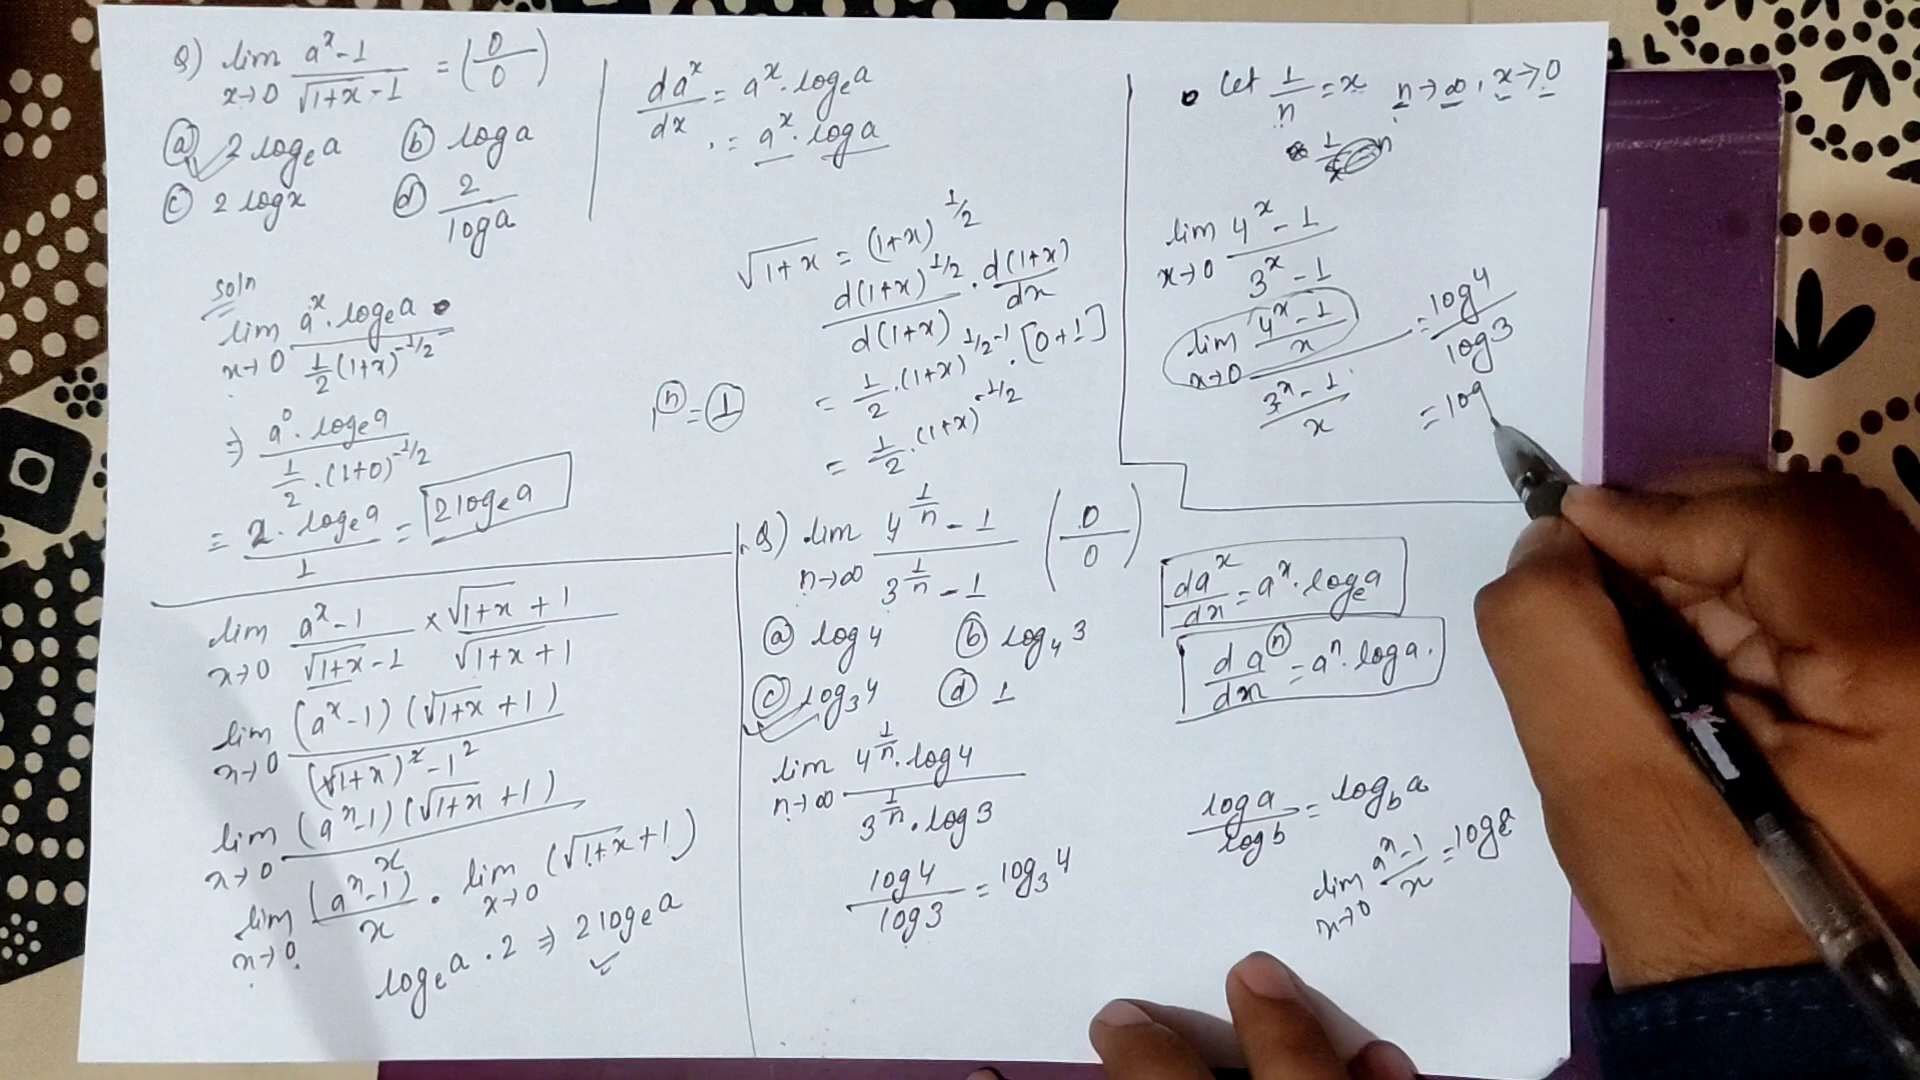 Q) lim x→0 (a^x - 1)/(√(1+x) - 1) = (0/0)
(a) 2 log_e a (b) log a
(c) 2 log x (d) 2/log a
Soln
lim x→0 (a^x . log_e a)/(1/2 (1+x)^(-1/2))
⇒ (a^0 . log_e a)/(1/2 . (1+0)^(-1/2))
= (2 . log_e a)/1 = 2 log_e a
lim x→0 (a^x - 1)/(√(1+x) - 1) × (√(1+x) + 1)/(√(1+x) + 1)
lim x→0 ((a^x - 1)(√(1+x) + 1))/((√(1+x))^2 - 1^2)
lim x→0 ((a^x - 1)(√(1+x) + 1))/x
lim x→0 (a^x - 1)/x . lim x→0 (√(1+x) + 1)
log_e a . 2 ⇒ 2 log_e a
da^x/dx = a^x . log_e a
= a^x . log a
√(1+x) = (1+x)^(1/2)
d(1+x)^(1/2)/d(1+x) . d(1+x)/dx
= 1/2 . (1+x)^(1/2-1) . [0+1]
= 1/2 . (1+x)^(-1/2)
1^n = 1
Q) lim n→∞ (4^(1/n) - 1)/(3^(1/n) - 1) (0/0)
(a) log 4 (b) log_4 3
(c) log_3 4 (d) 1
lim n→∞ (4^(1/n) . log 4)/(3^(1/n) . log 3)
log 4/log 3 = log_3 4
Let 1/n = x n→∞, x→0
lim x→0 (4^x - 1)/(3^x - 1)
lim x→0 ((4^x - 1)/x)/((3^x - 1)/x) = log 4/log 3
= log
da^x/dx = a^x . log_e a
da^n/dn = a^n . log a.
log a/log b = log_b a
lim x→0 (a^x - 1)/x = log_e a